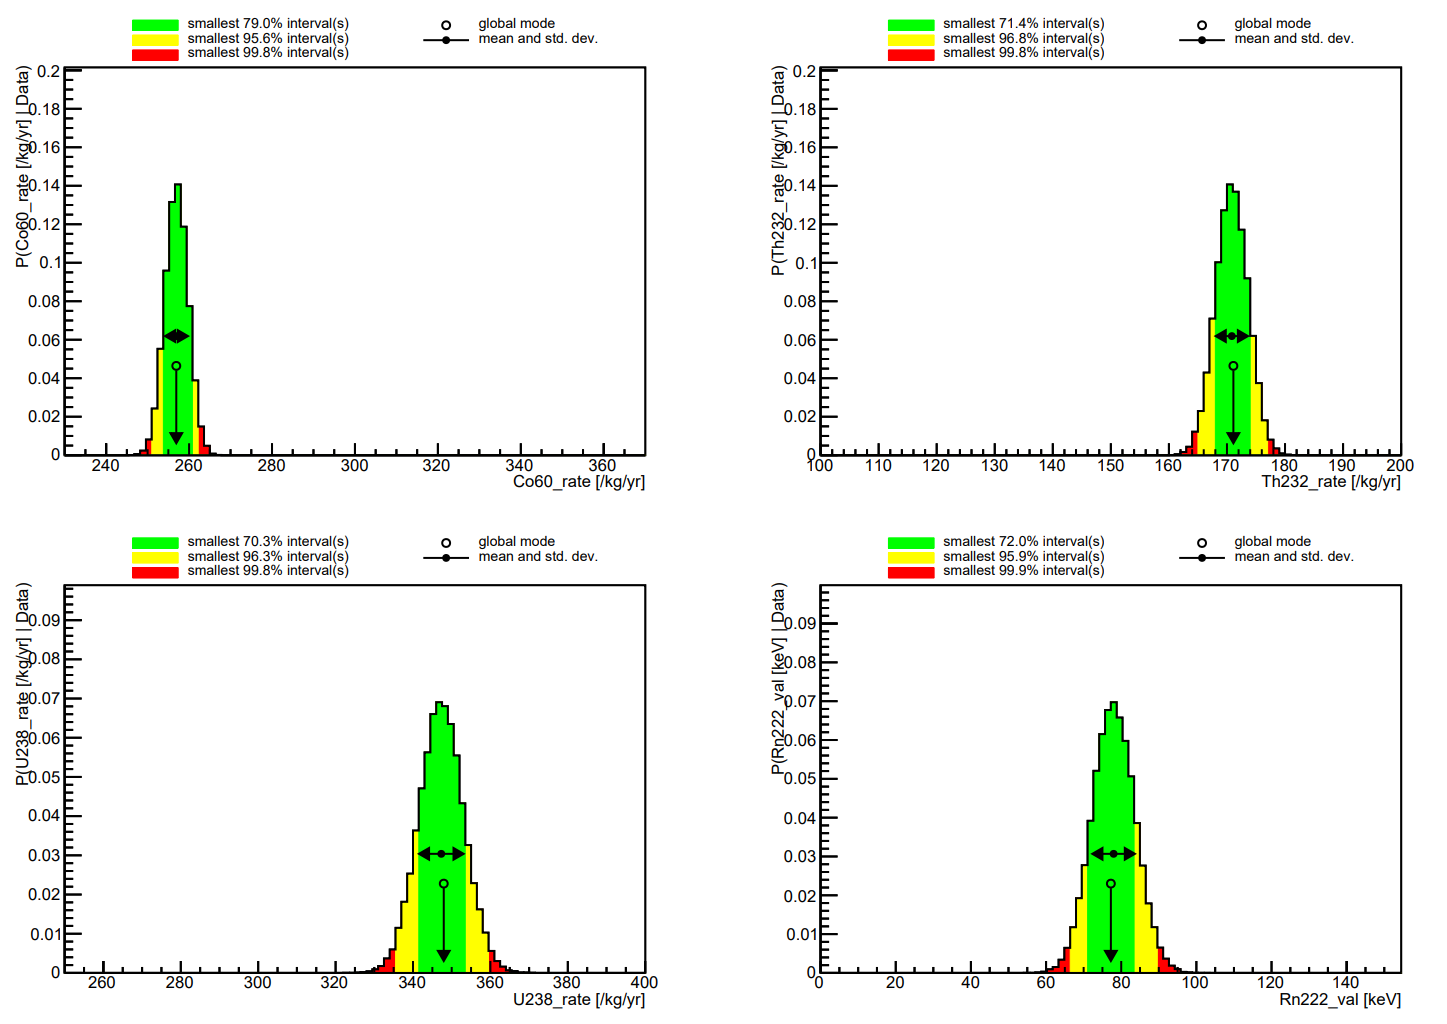 smallest 79.0% interval(s)
smallest 95.6% interval(s)
smallest 99.8% interval(s)
global mode
mean and std. dev.
P(Co60_rate [/kg/yr] | Data)
0.2
0.18
0.16
0.14
0.12
0.1
0.08
0.06
0.04
0.02
0
240 260 280 300 320 340 360
Co60_rate [/kg/yr]
smallest 71.4% interval(s)
smallest 96.8% interval(s)
smallest 99.8% interval(s)
global mode
mean and std. dev.
P(Th232_rate [/kg/yr] | Data)
0.2
0.18
0.16
0.14
0.12
0.1
0.08
0.06
0.04
0.02
0
100 110 120 130 140 150 160 170 180 190 200
Th232_rate [/kg/yr]
smallest 70.3% interval(s)
smallest 96.3% interval(s)
smallest 99.8% interval(s)
global mode
mean and std. dev.
P(U238_rate [/kg/yr] | Data)
0.09
0.08
0.07
0.06
0.05
0.04
0.03
0.02
0.01
0
260 280 300 320 340 360 380 400
U238_rate [/kg/yr]
smallest 72.0% interval(s)
smallest 95.9% interval(s)
smallest 99.9% interval(s)
global mode
mean and std. dev.
P(Rn222_val [keV] | Data)
0.09
0.08
0.07
0.06
0.05
0.04
0.03
0.02
0.01
0
0 20 40 60 80 100 120 140
Rn222_val [keV]